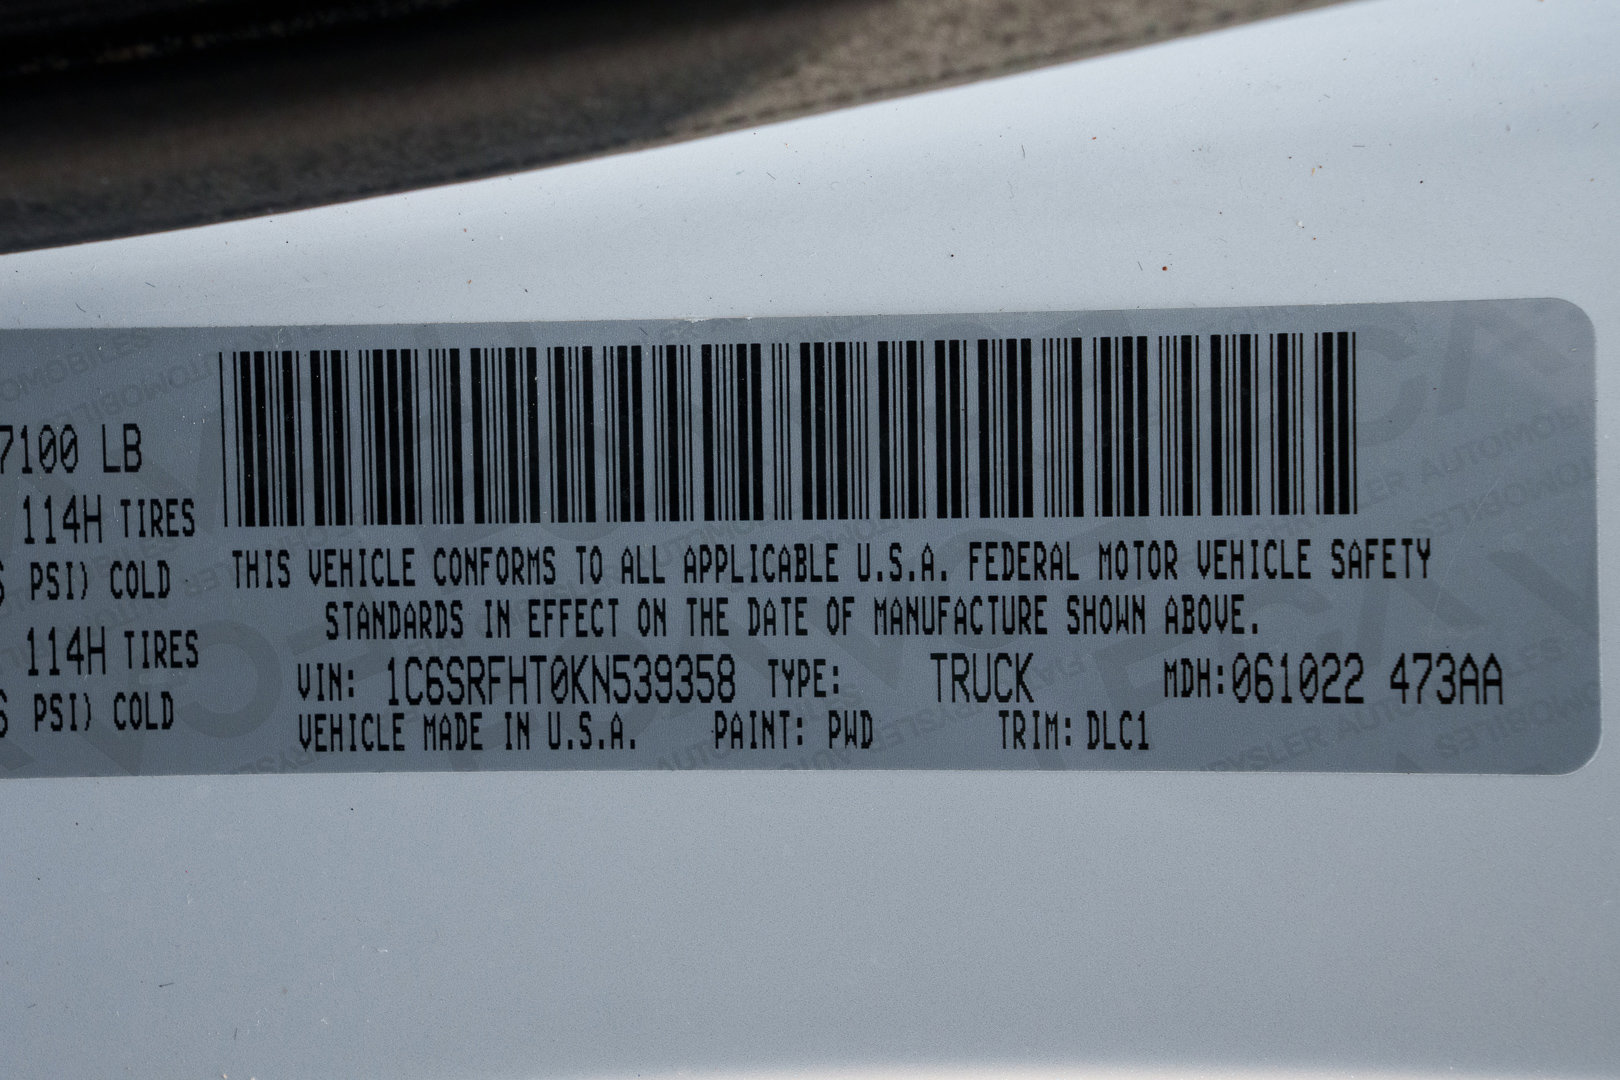 7100 LB
114H TIRES
PSI) COLD
114H TIRES
PSI) COLD
THIS VEHICLE CONFORMS TO ALL APPLICABLE U.S.A. FEDERAL MOTOR VEHICLE SAFETY
STANDARDS IN EFFECT ON THE DATE OF MANUFACTURE SHOWN ABOVE.
VIN: 1C6SRFHT0KN539358 TYPE: TRUCK MDH:061022 473AA
VEHICLE MADE IN U.S.A. PAINT: PWD TRIM: DLC1